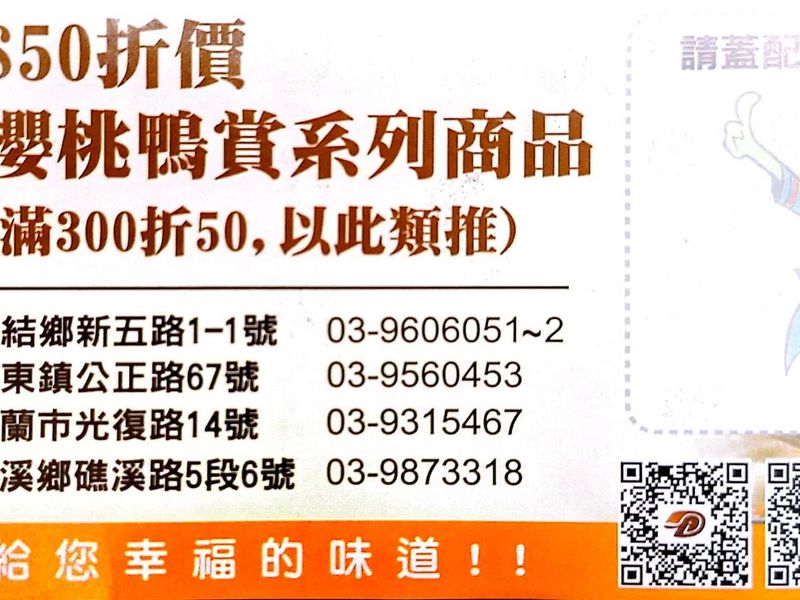 $50折價
櫻桃鴨賞系列商品
滿300折50,以此類推)
結鄉新五路1-1號 03-9606051~2
東鎮公正路67號 03-9560453
蘭市光復路14號 03-9315467
溪鄉礁溪路5段6號 03-9873318
給您幸福的味道!!
請蓋配